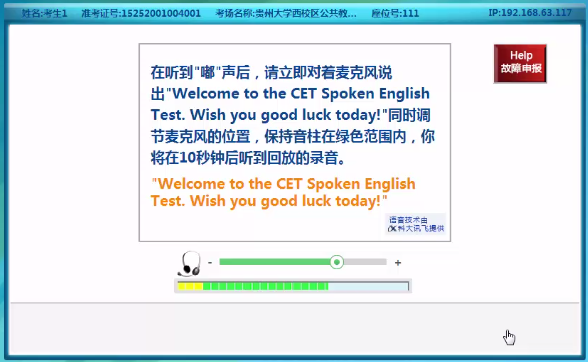 姓名:考生1 准考证号:15252001004001 考场名称:贵州大学西校区公共教... 座位号:111 IP:192.168.63.117
Help
故障申报
在听到"嘟"声后，请立即对着麦克风说
出"Welcome to the CET Spoken English
Test. Wish you good luck today!"同时调
节麦克风的位置，保持音柱在绿色范围内，你
将在10秒钟后听到回放的录音。
"Welcome to the CET Spoken English
Test. Wish you good luck today!"
语音技术由
科大讯飞提供
- +